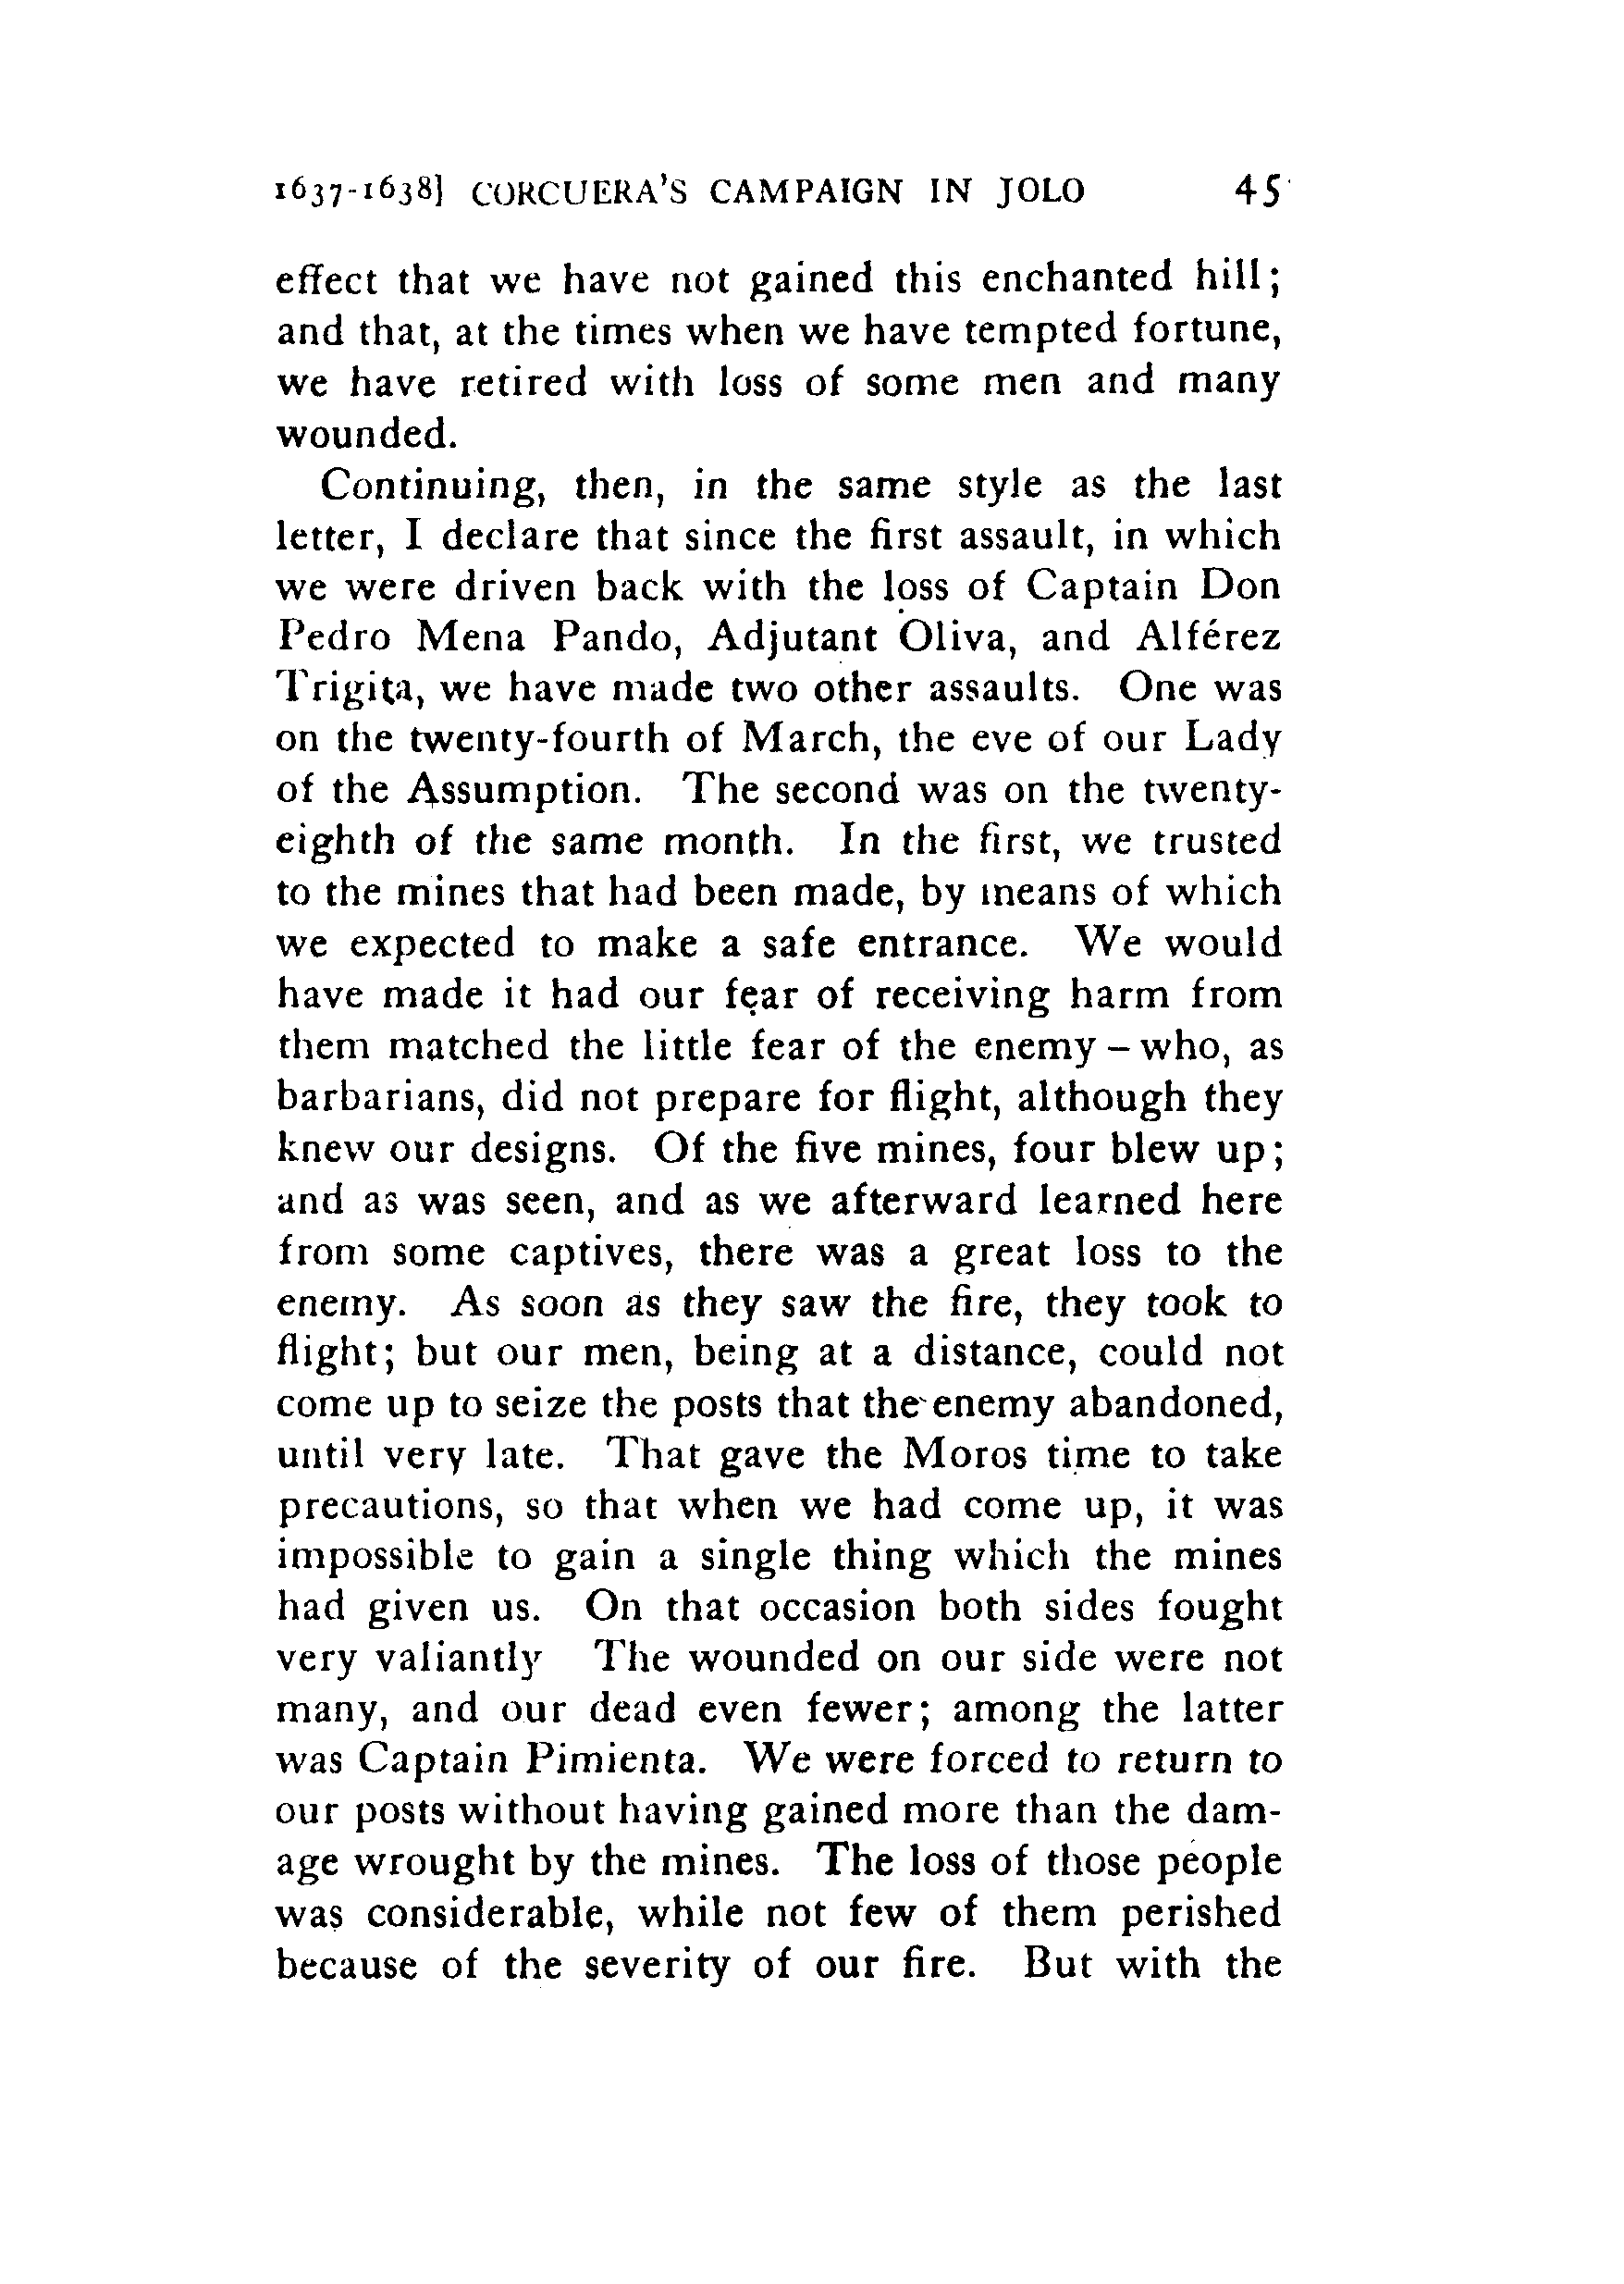 1637-1638] CORCUERA'S CAMPAIGN IN JOLO 45
effect that we have not gained this enchanted hill;
and that, at the times when we have tempted fortune,
we have retired with loss of some men and many
wounded.
Continuing, then, in the same style as the last
letter, I declare that since the first assault, in which
we were driven back with the loss of Captain Don
Pedro Mena Pando, Adjutant Oliva, and Alférez
Trigita, we have made two other assaults. One was
on the twenty-fourth of March, the eve of our Lady
of the Assumption. The second was on the twenty-
eighth of the same month. In the first, we trusted
to the mines that had been made, by means of which
we expected to make a safe entrance. We would
have made it had our fear of receiving harm from
them matched the little fear of the enemy – who, as
barbarians, did not prepare for flight, although they
knew our designs. Of the five mines, four blew up;
and as was seen, and as we afterward learned here
from some captives, there was a great loss to the
enemy. As soon as they saw the fire, they took to
flight; but our men, being at a distance, could not
come up to seize the posts that the enemy abandoned,
until very late. That gave the Moros time to take
precautions, so that when we had come up, it was
impossible to gain a single thing which the mines
had given us. On that occasion both sides fought
very valiantly The wounded on our side were not
many, and our dead even fewer; among the latter
was Captain Pimienta. We were forced to return to
our posts without having gained more than the dam-
age wrought by the mines. The loss of those people
was considerable, while not few of them perished
because of the severity of our fire. But with the